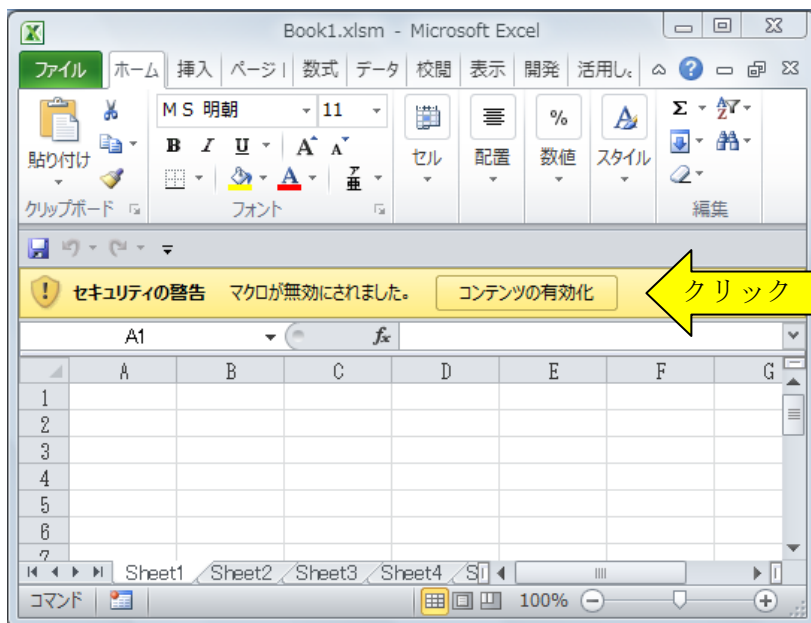 Book1.xlsm - Microsoft Excel
ファイル ホーム 挿入 ページ 数式 データ 校閲 表示 開発 活用し
ＭＳ 明朝 11
B I U A A 亜
貼り付け セル 配置 % 数値 A スタイル Σ A Z
クリップボード フォント 編集
セキュリティの警告 マクロが無効にされました。 コンテンツの有効化 クリック
A1 fx
A B C D E F G
1
2
3
4
5
6
7
Sheet1 Sheet2 Sheet3 Sheet4 S
コマンド 100%